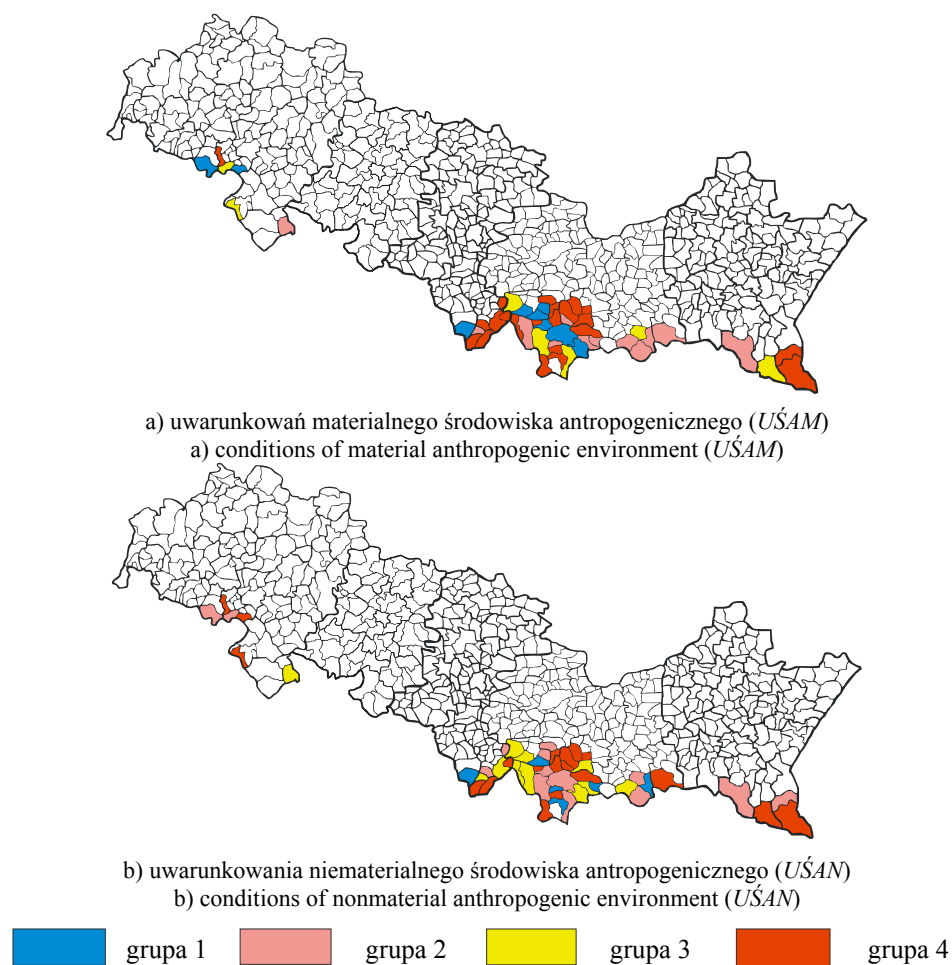 a) uwarunkowań materialnego środowiska antropogenicznego (UŚAM)
a) conditions of material anthropogenic environment (UŚAM)
b) uwarunkowania niematerialnego środowiska antropogenicznego (UŚAN)
b) conditions of nonmaterial anthropogenic environment (UŚAN)
grupa 1 grupa 2 grupa 3 grupa 4